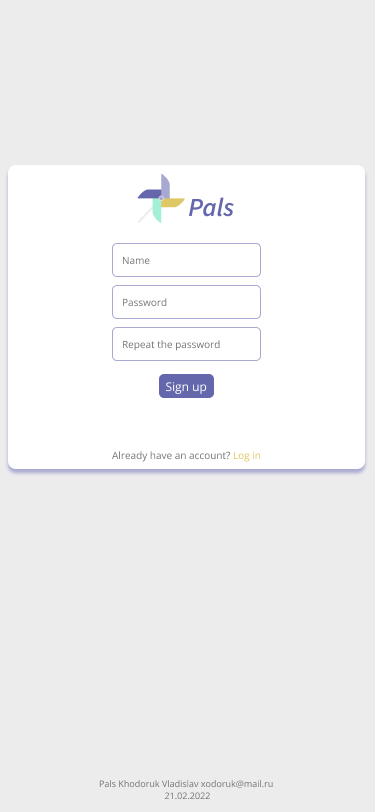 Pals
Name
Password
Repeat the password
Sign up
Already have an account? Log in
Pals Khodoruk Vladislav xodoruk@mail.ru
21.02.2022